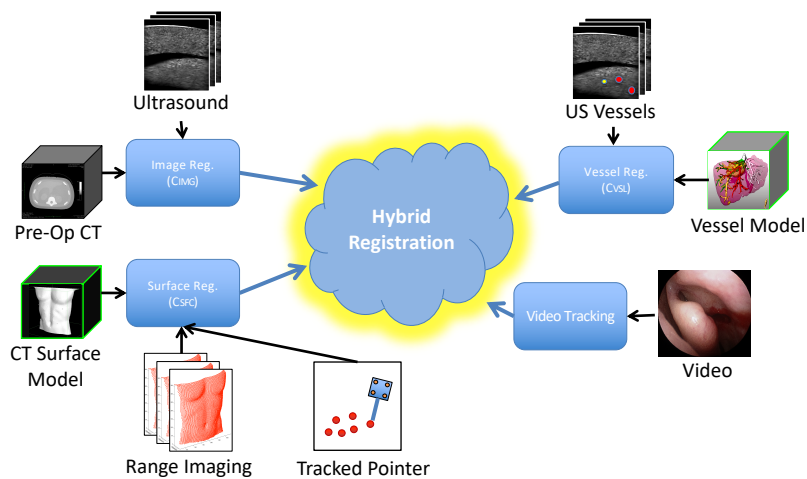 Ultrasound
US Vessels
Image Reg.
(CIMG)
Vessel Reg.
(CVSL)
Pre-Op CT
Hybrid
Registration
Vessel Model
Surface Reg.
(CSFC)
Video Tracking
CT Surface
Model
Video
Range Imaging
Tracked Pointer